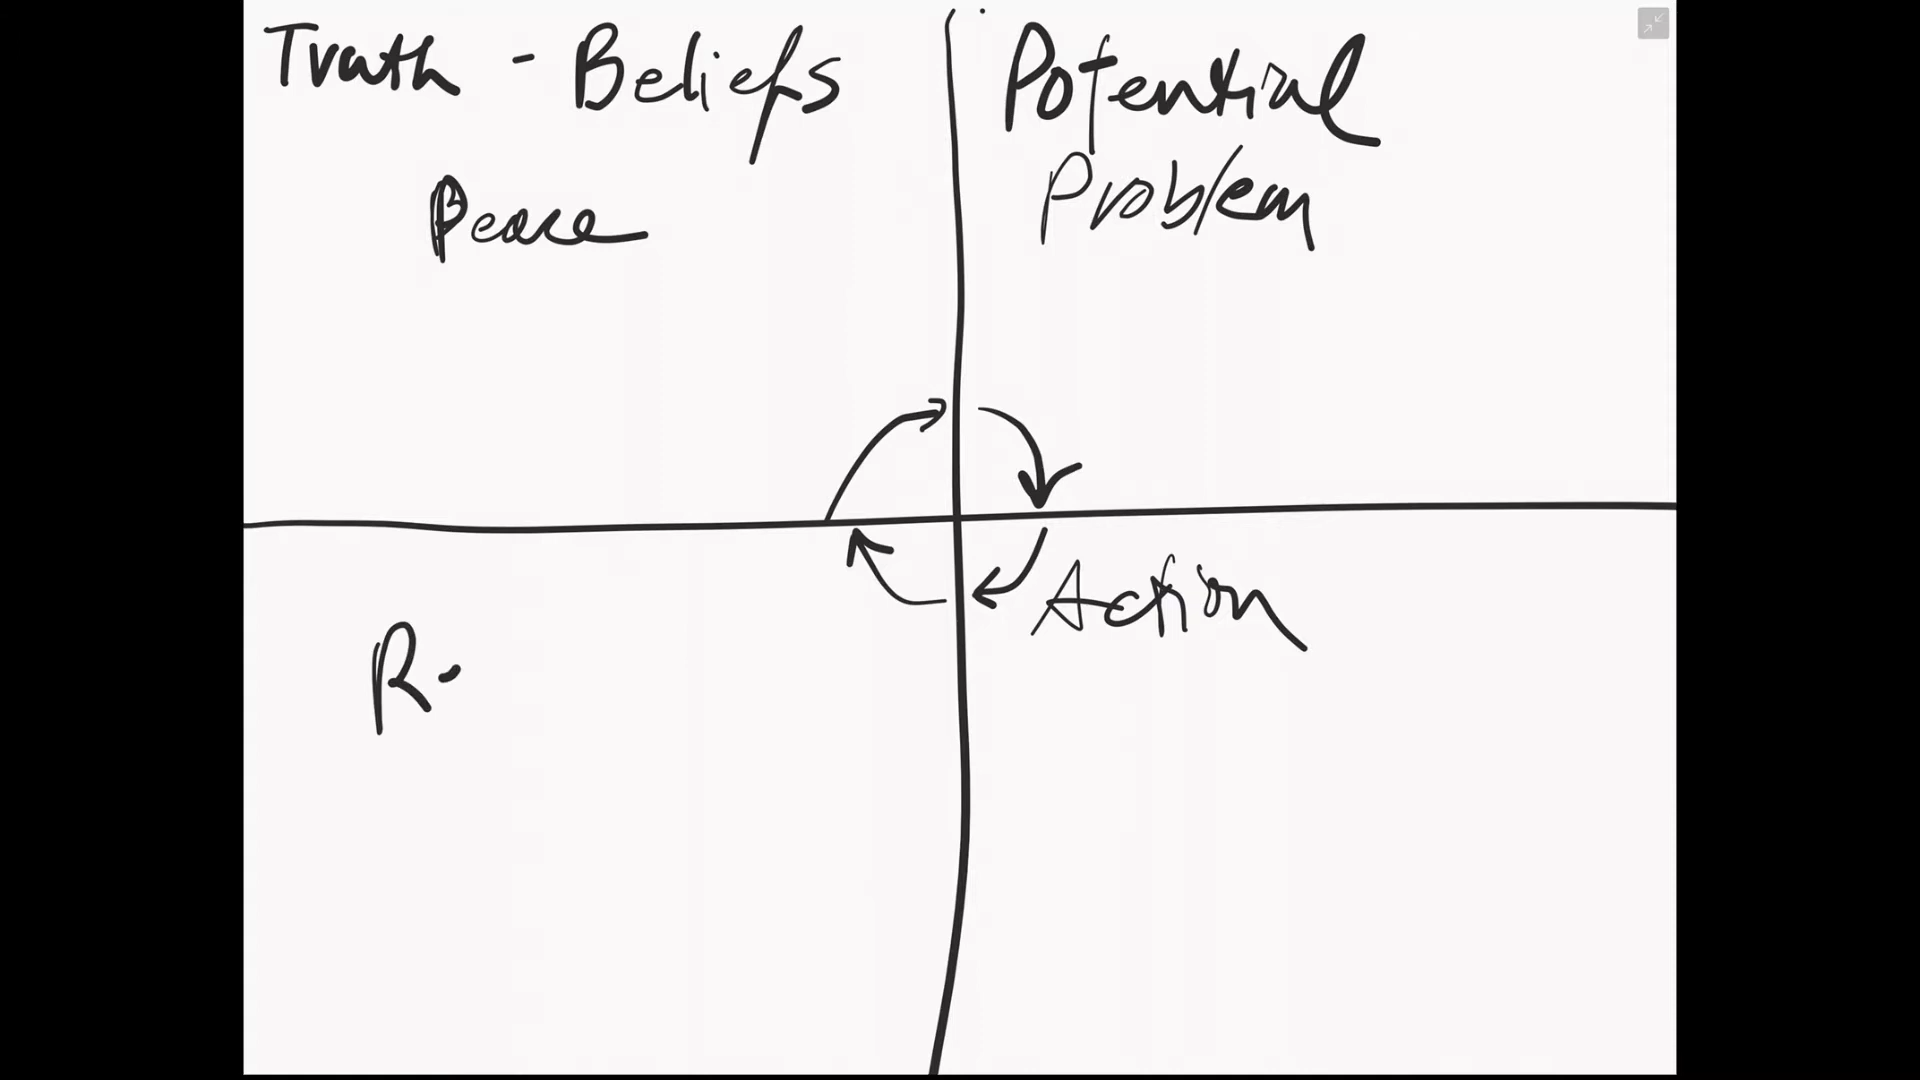 Truth - Beliefs
Peace
Potential
Problem
Action
R